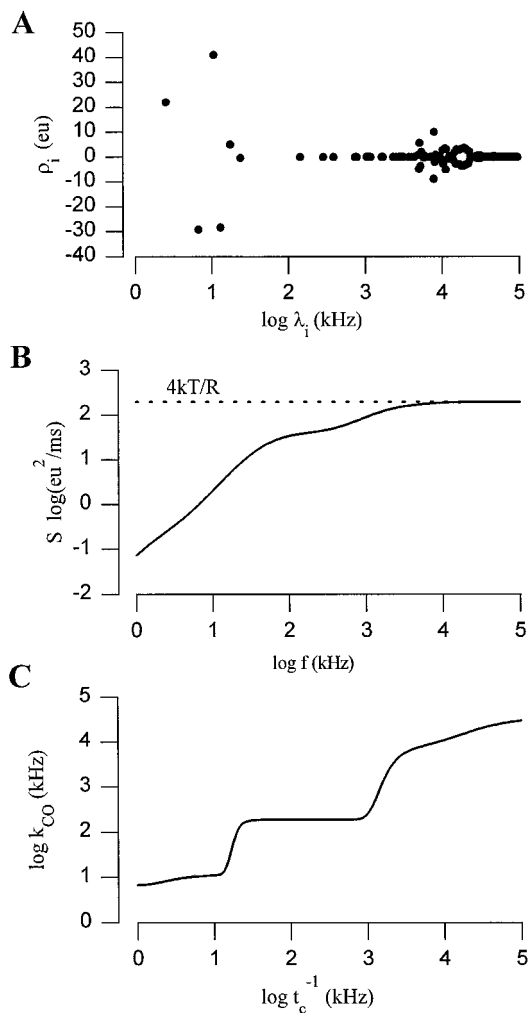 A
50
40
30
20
10
0
-10
-20
-30
-40
ρi (eu)
0 1 2 3 4 5
log λi (kHz)
B
3
2
1
0
-1
-2
4kT/R
S log(eu²/ms)
0 1 2 3 4 5
log f (kHz)
C
5
4
3
2
1
0
log kCO (kHz)
0 1 2 3 4 5
log tc⁻¹ (kHz)